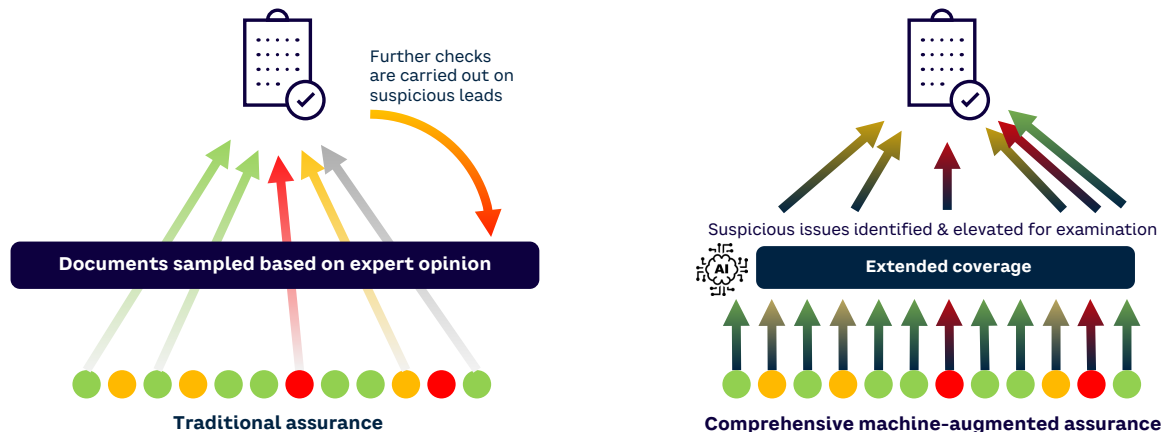 Further checks
are carried out on
suspicious leads
Documents sampled based on expert opinion
Traditional assurance
Suspicious issues identified & elevated for examination
AI
Extended coverage
Comprehensive machine-augmented assurance